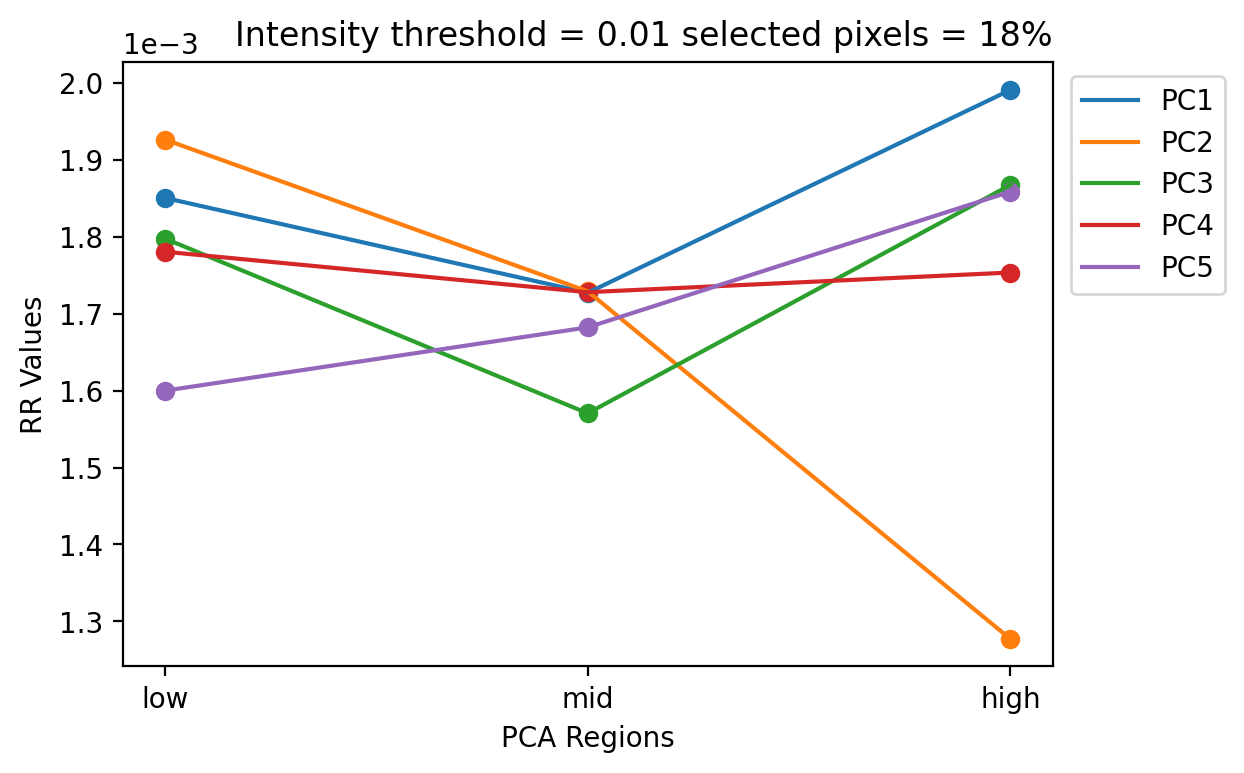 Intensity threshold = 0.01 selected pixels = 18%
1e−3
2.0
1.9
1.8
1.7
1.6
1.5
1.4
1.3
RR Values
low
mid
high
PCA Regions
PC1
PC2
PC3
PC4
PC5